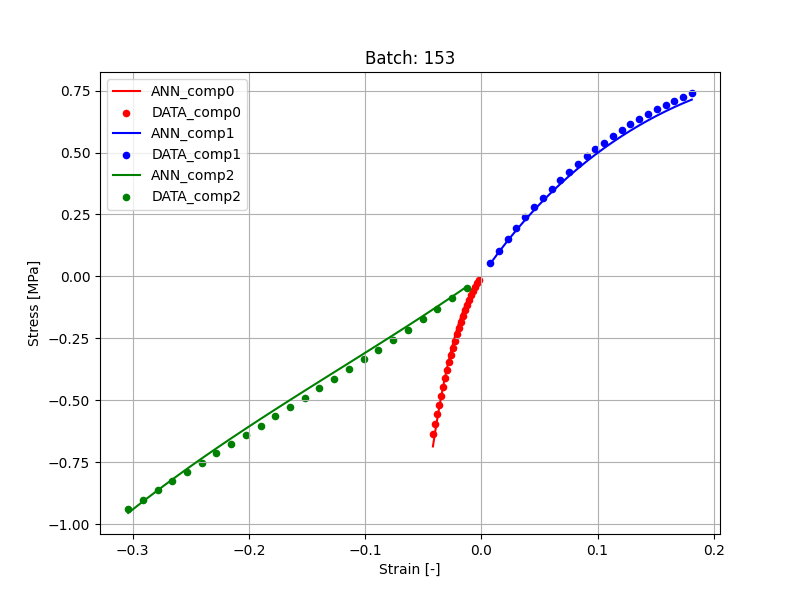 Batch: 153
ANN_comp0
DATA_comp0
ANN_comp1
DATA_comp1
ANN_comp2
DATA_comp2
0.75
0.50
0.25
0.00
−0.25
−0.50
−0.75
−1.00
Stress [MPa]
−0.3 −0.2 −0.1 0.0 0.1 0.2
Strain [-]